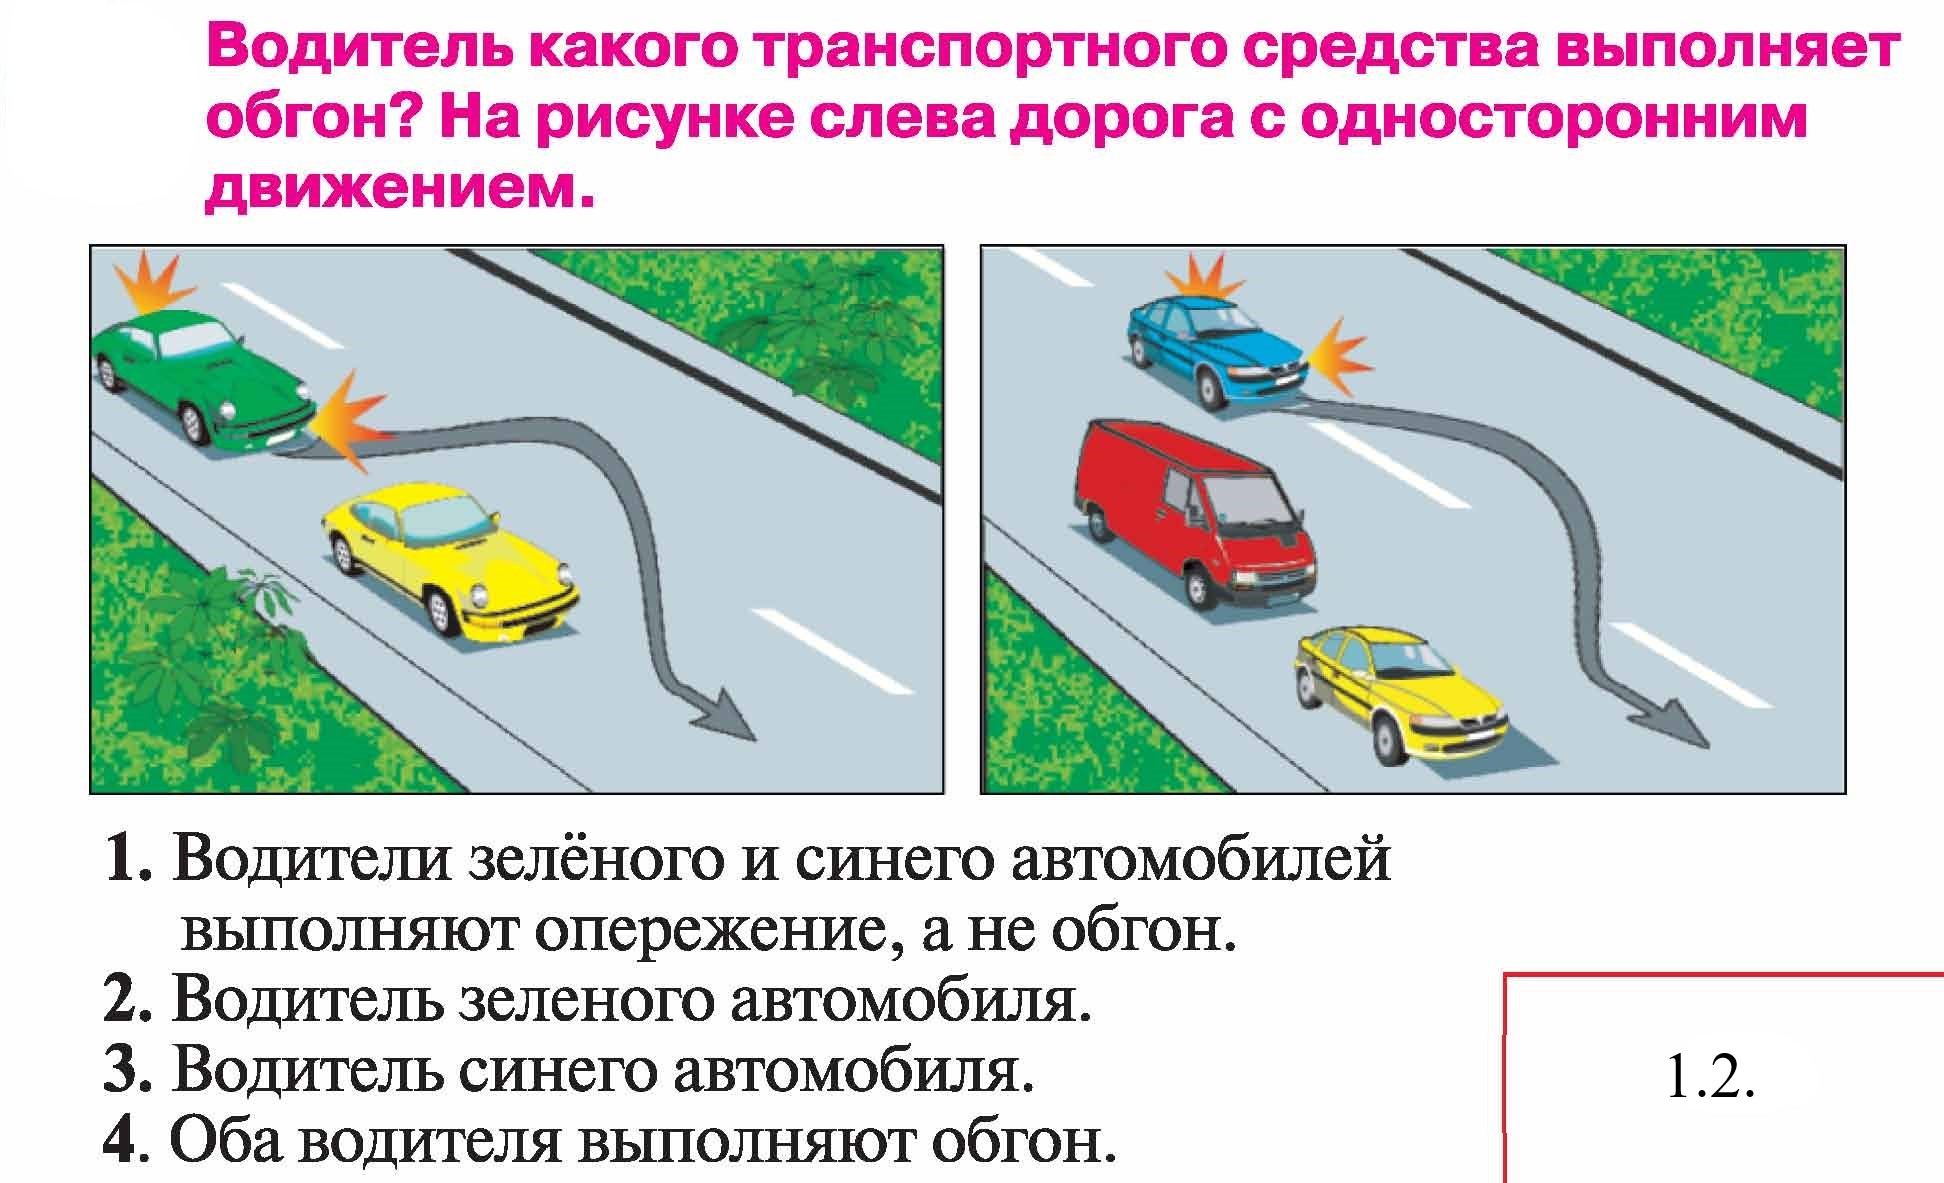 Водитель какого транспортного средства выполняет
обгон? На рисунке слева дорога с односторонним
движением.
1. Водители зелёного и синего автомобилей
выполняют опережение, а не обгон.
2. Водитель зеленого автомобиля.
3. Водитель синего автомобиля.
4. Оба водителя выполняют обгон.
1.2.